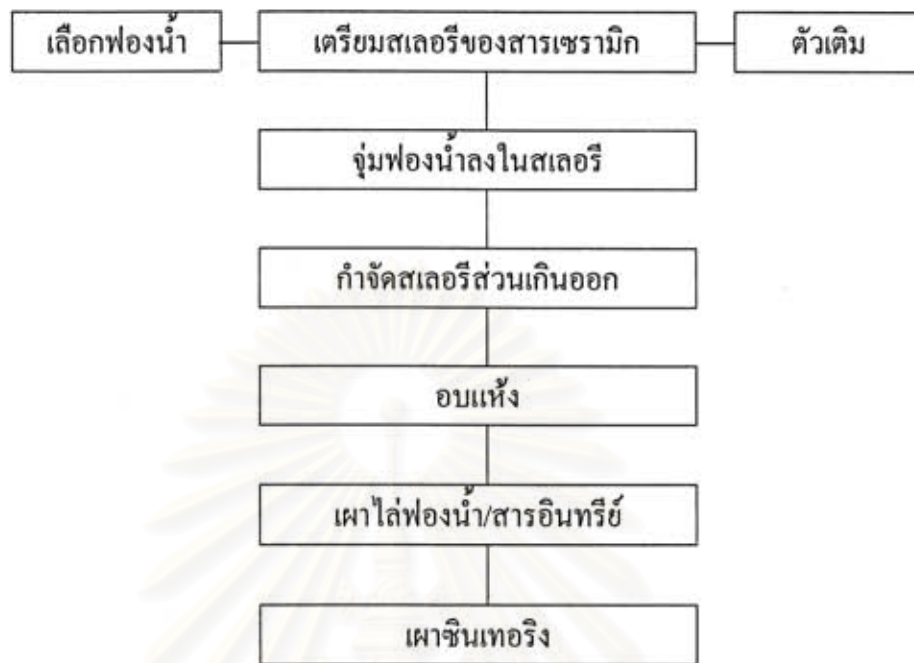 เลือกฟองน้ำ
เตรียมสเลอรีของสารเซรามิก
ตัวเติม
จุ่มฟองน้ำลงในสเลอรี
กำจัดสเลอรีส่วนเกินออก
อบแห้ง
เผาไล่ฟองน้ำ/สารอินทรีย์
เผาซินเทอริง